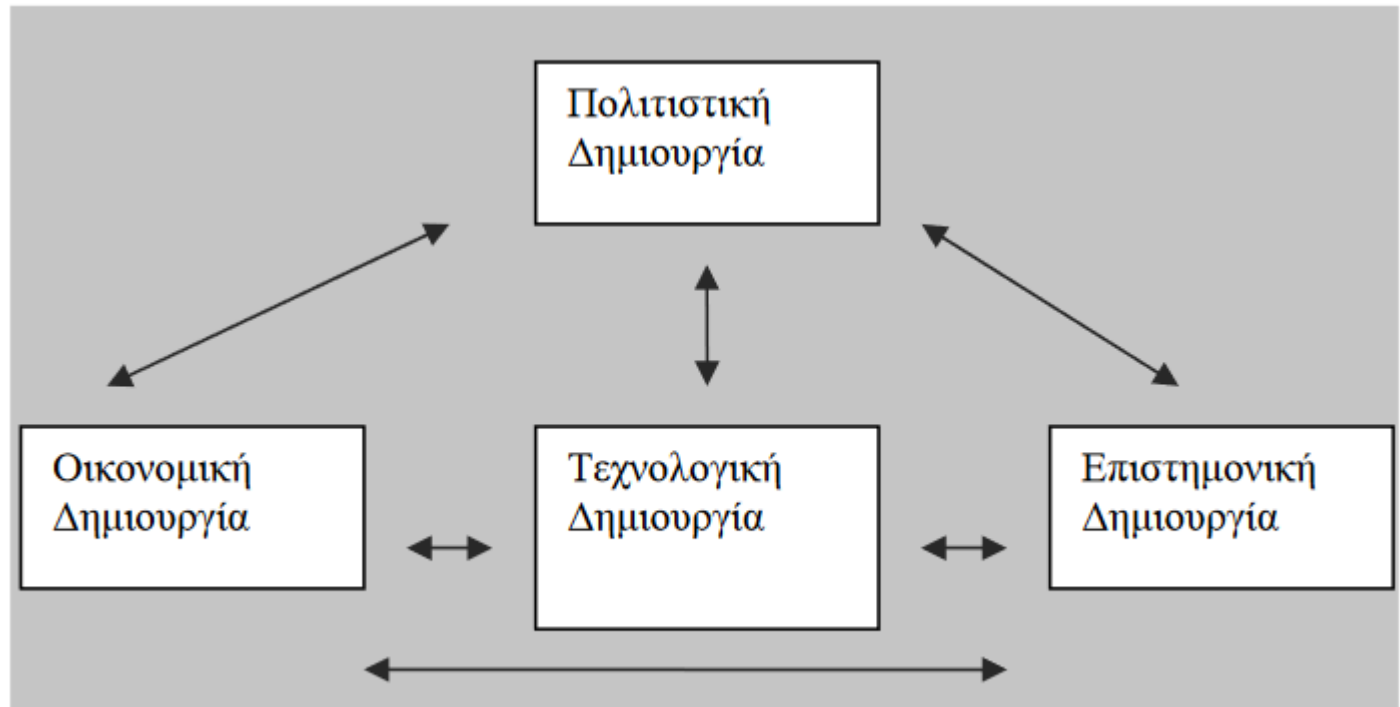 Πολιτιστική
Δημιουργία
Οικονομική
Δημιουργία
Τεχνολογική
Δημιουργία
Επιστημονική
Δημιουργία